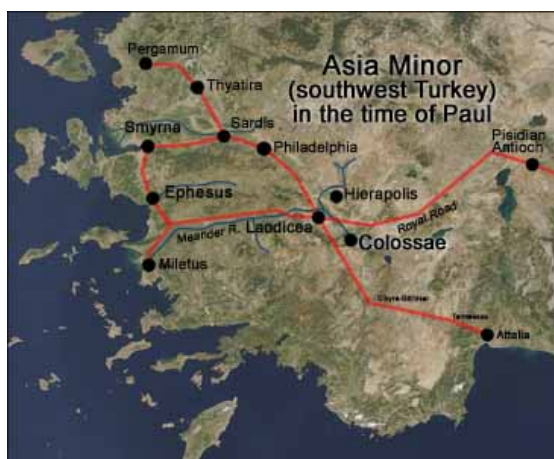 Pergamum
Thyatira
Asia Minor
(southwest Turkey)
in the time of Paul
Smyrna
Sardis
Philadelphia
Pisidian
Antioch
Ephesus
Hierapolis
Royal Road
Meander R.
Laodicea
Colossae
Miletus
Attalia